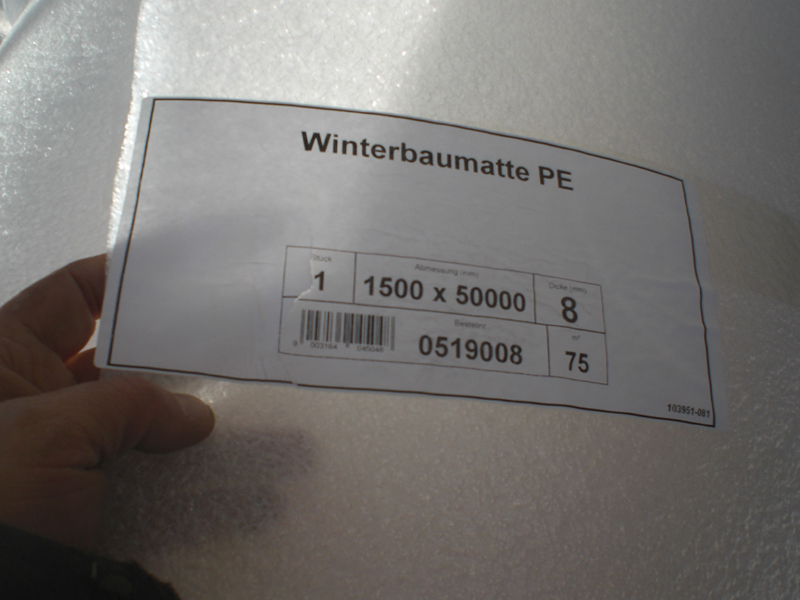 Winterbaumatte PE
Stück
Abmessung (mm)
Dicke (mm)
1
1500 x 50000
8
Bestellnr.
m²
0519008
75
103951-081